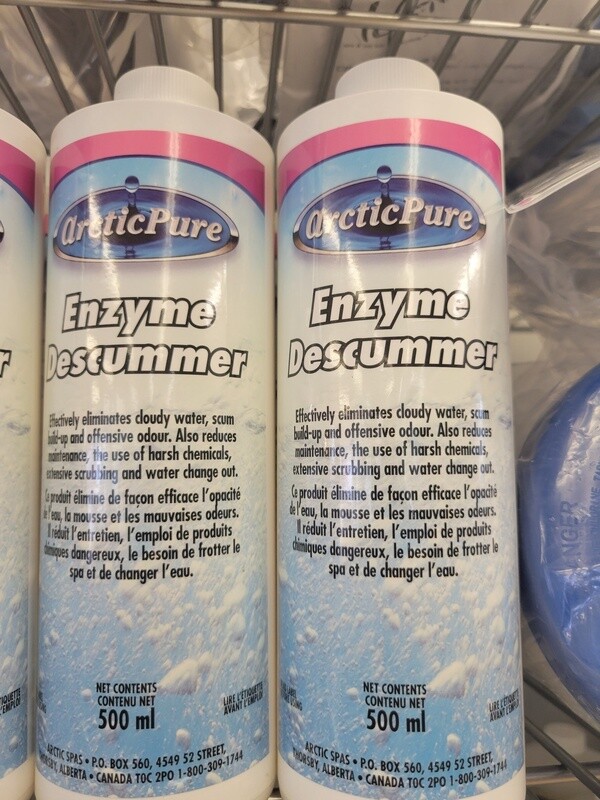 ArcticPure
Enzyme
Descummer
Effectively eliminates cloudy water, scum
build-up and offensive odour. Also reduces
maintenance, the use of harsh chemicals,
extensive scrubbing and water change out.
Ce produit élimine de façon efficace l'opacité
de l'eau, la mousse et les mauvaises odeurs.
Il réduit l'entretien, l'emploi de produits
chimiques dangereux, le besoin de frotter le
spa et de changer l'eau.
NET CONTENTS
CONTENU NET
500 ml
LIRE L'ÉTIQUETTE
AVANT L'EMPLOI
ARCTIC SPAS • P.O. BOX 560, 4549 52 STREET,
THORSBY, ALBERTA • CANADA T0C 2P0 1-800-309-1744
ArcticPure
Enzyme
Descummer
Effectively eliminates cloudy water, scum
build-up and offensive odour. Also reduces
maintenance, the use of harsh chemicals,
extensive scrubbing and water change out.
Ce produit élimine de façon efficace l'opacité
de l'eau, la mousse et les mauvaises odeurs.
Il réduit l'entretien, l'emploi de produits
chimiques dangereux, le besoin de frotter le
spa et de changer l'eau.
NET CONTENTS
CONTENU NET
500 ml
LIRE L'ÉTIQUETTE
AVANT L'EMPLOI
ARCTIC SPAS • P.O. BOX 560, 4549 52 STREET,
THORSBY, ALBERTA • CANADA T0C 2P0 1-800-309-1744